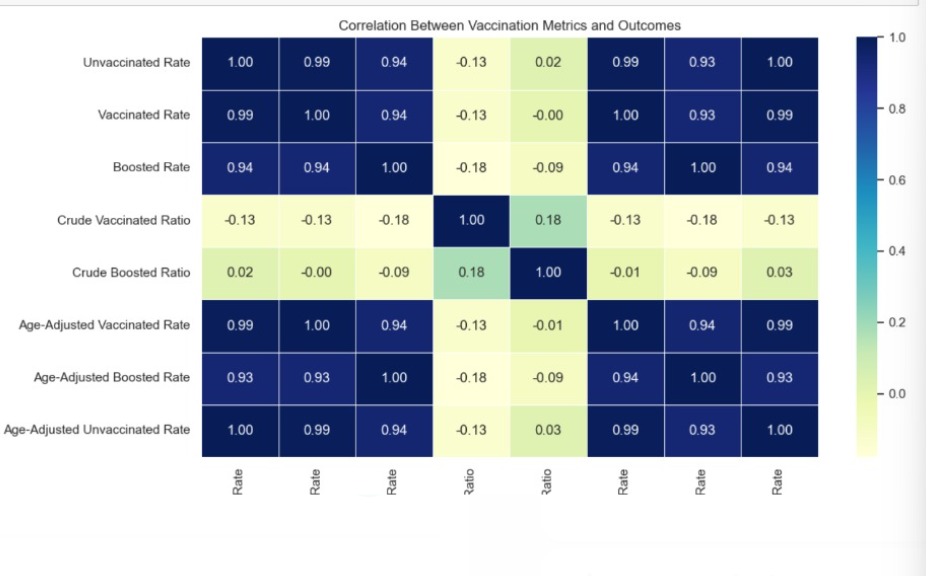 Correlation Between Vaccination Metrics and Outcomes
Unvaccinated Rate 1.00 0.99 0.94 -0.13 0.02 0.99 0.93 1.00
Vaccinated Rate 0.99 1.00 0.94 -0.13 -0.00 1.00 0.93 0.99
Boosted Rate 0.94 0.94 1.00 -0.18 -0.09 0.94 1.00 0.94
Crude Vaccinated Ratio -0.13 -0.13 -0.18 1.00 0.18 -0.13 -0.18 -0.13
Crude Boosted Ratio 0.02 -0.00 -0.09 0.18 1.00 -0.01 -0.09 0.03
Age-Adjusted Vaccinated Rate 0.99 1.00 0.94 -0.13 -0.01 1.00 0.94 0.99
Age-Adjusted Boosted Rate 0.93 0.93 1.00 -0.18 -0.09 0.94 1.00 0.93
Age-Adjusted Unvaccinated Rate 1.00 0.99 0.94 -0.13 0.03 0.99 0.93 1.00
Rate Rate Rate Ratio Ratio Rate Rate Rate
1.0
0.8
0.6
0.4
0.2
0.0